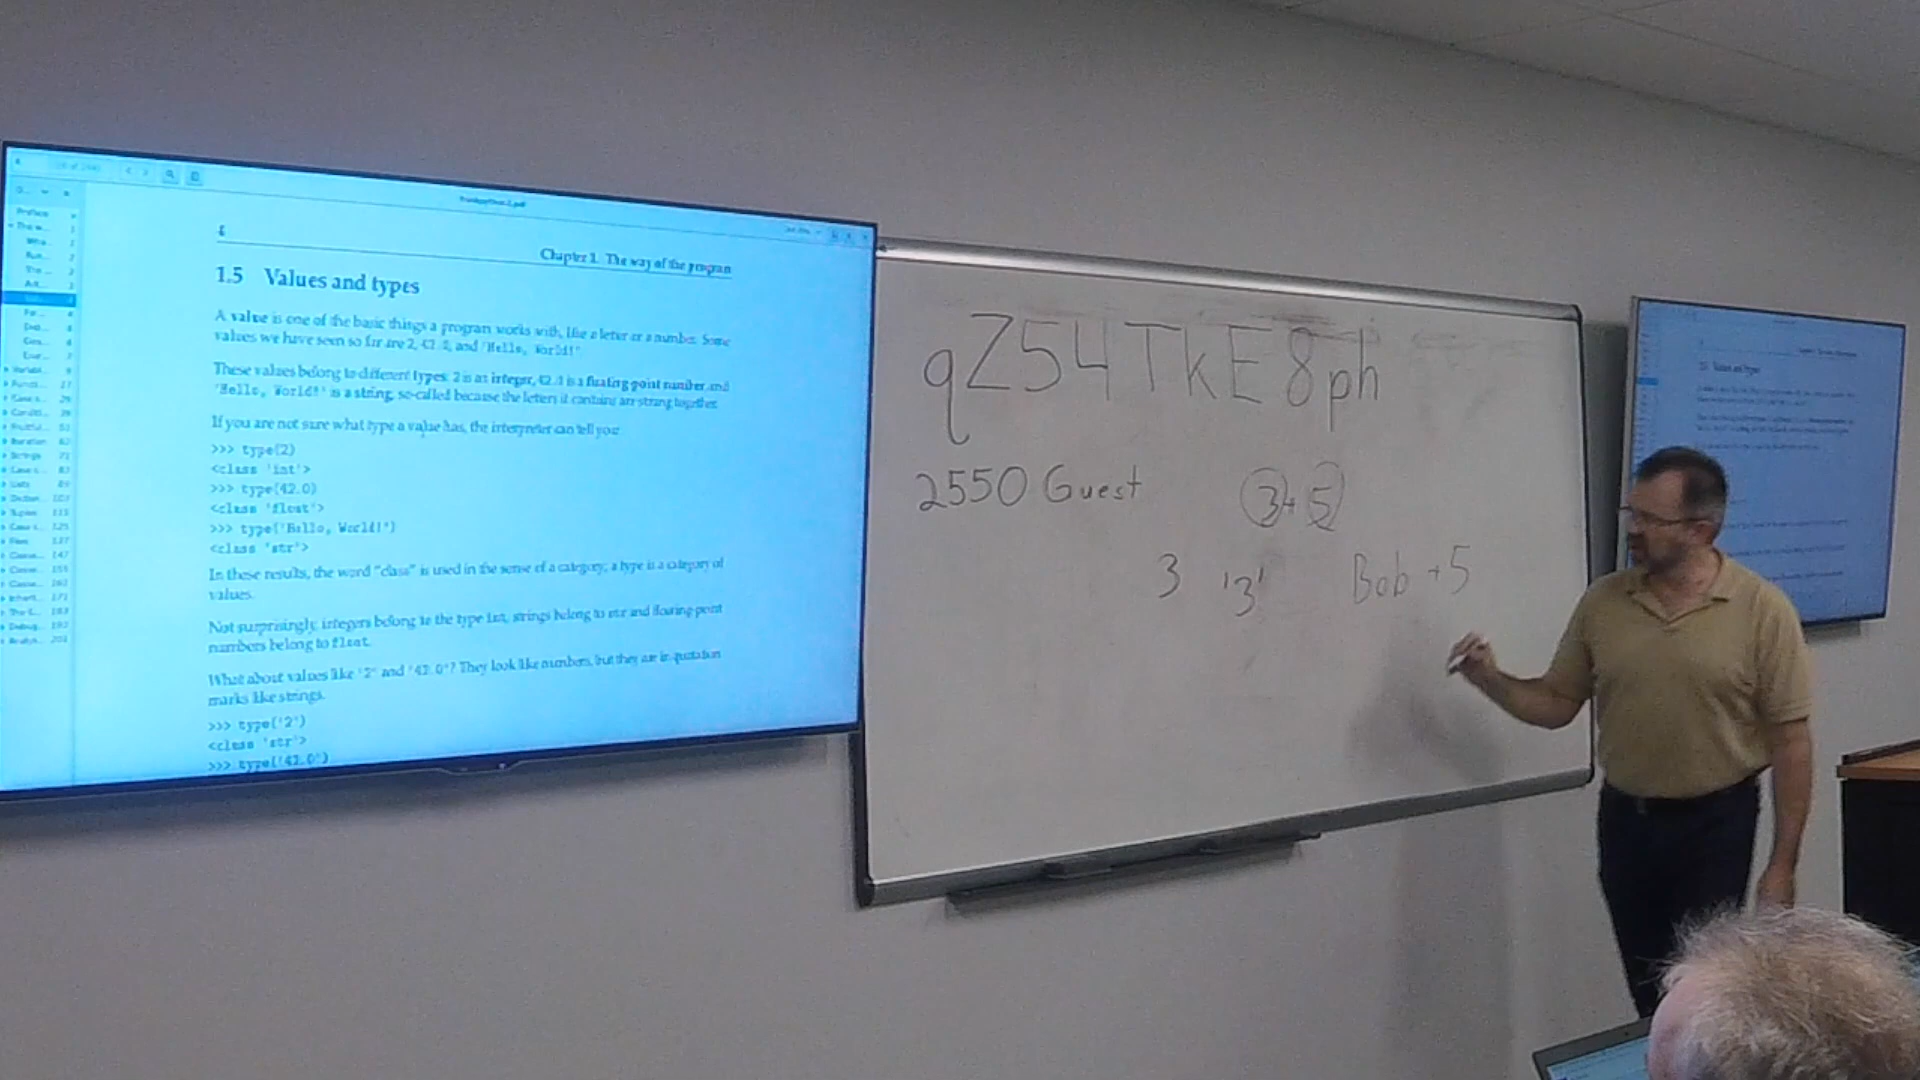 Thinkpython2.pdf
4
Chapter 1. The way of the program
1.5 Values and types
A value is one of the basic things a program works with, like a letter or a number. Some
values we have seen so far are 2, 42.0, and 'Hello, World!'
These values belong to different types: 2 is an integer, 42.0 is a floating-point number, and
'Hello, World!' is a string, so-called because the letters it contains are strung together.
If you are not sure what type a value has, the interpreter can tell you:
>>> type(2)
<class 'int'>
>>> type(42.0)
<class 'float'>
>>> type('Hello, World!')
<class 'str'>
In these results, the word "class" is used in the sense of a category; a type is a category of
values.
Not surprisingly, integers belong to the type int, strings belong to str and floating-point
numbers belong to float.
What about values like '2' and '42.0'? They look like numbers, but they are in quotation
marks like strings.
>>> type('2')
<class 'str'>
>>> type('42.0')
qZ54TkE8ph
2550 Guest
3+5
3 '3' Bob +5